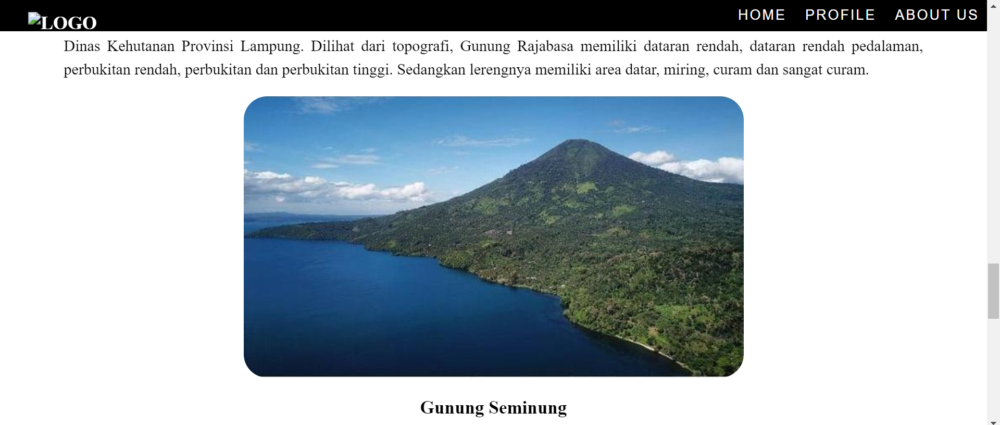 LOGO
HOME PROFILE ABOUT US
Dinas Kehutanan Provinsi Lampung. Dilihat dari topografi, Gunung Rajabasa memiliki dataran rendah, dataran rendah pedalaman,
perbukitan rendah, perbukitan dan perbukitan tinggi. Sedangkan lerengnya memiliki area datar, miring, curam dan sangat curam.
Gunung Seminung